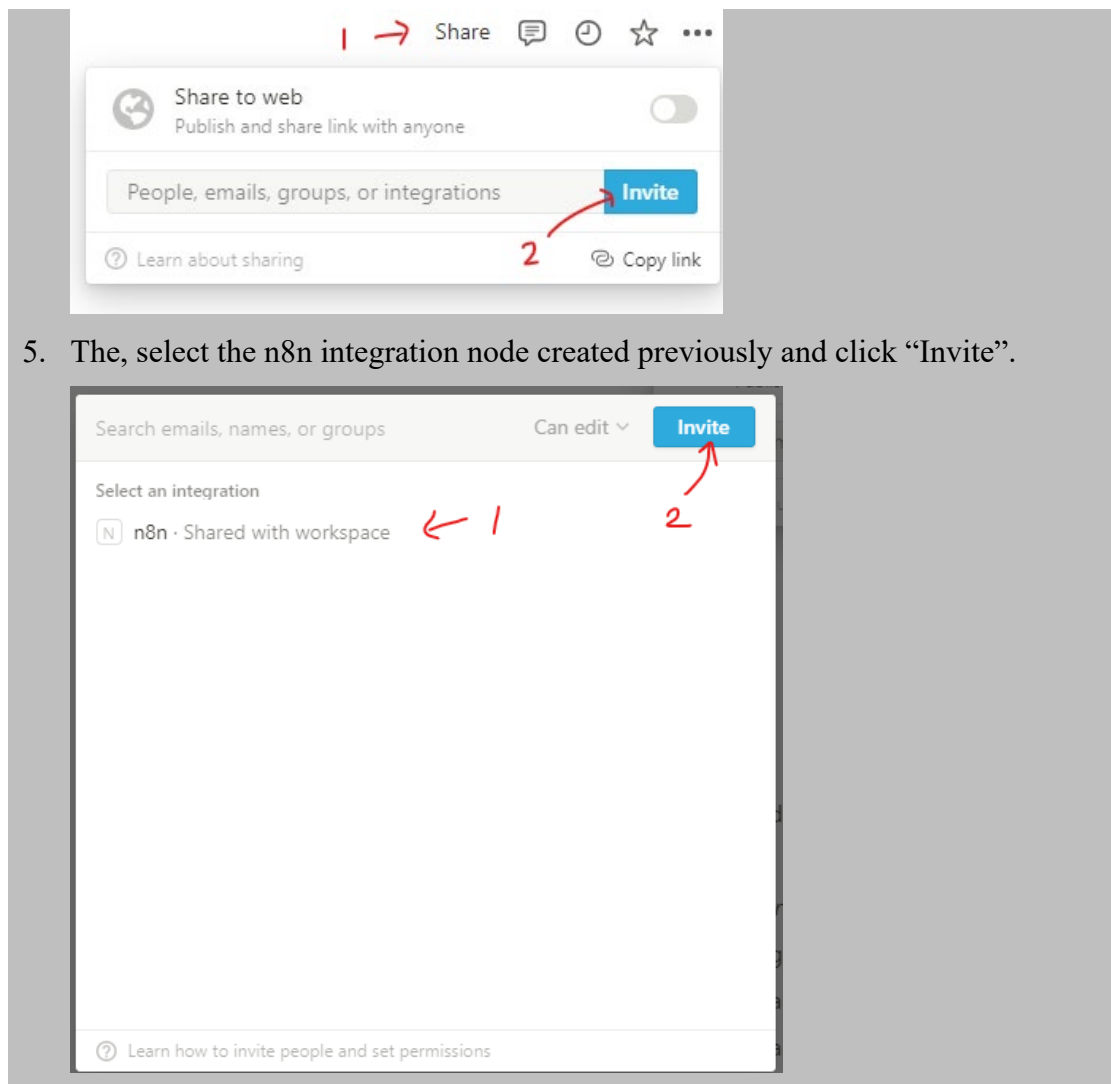 1 → Share
Share to web
Publish and share link with anyone
People, emails, groups, or integrations Invite
2
Learn about sharing Copy link
5. The, select the n8n integration node created previously and click “Invite”.
Search emails, names, or groups Can edit Invite
Select an integration
N n8n · Shared with workspace 1
2
Learn how to invite people and set permissions